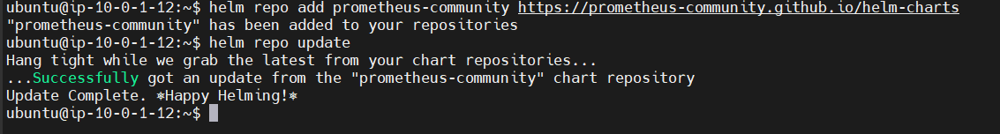 ubuntu@ip-10-0-1-12:~$ helm repo add prometheus-community https://prometheus-community.github.io/helm-charts
"prometheus-community" has been added to your repositories
ubuntu@ip-10-0-1-12:~$ helm repo update
Hang tight while we grab the latest from your chart repositories...
...Successfully got an update from the "prometheus-community" chart repository
Update Complete. ⎈Happy Helming!⎈
ubuntu@ip-10-0-1-12:~$